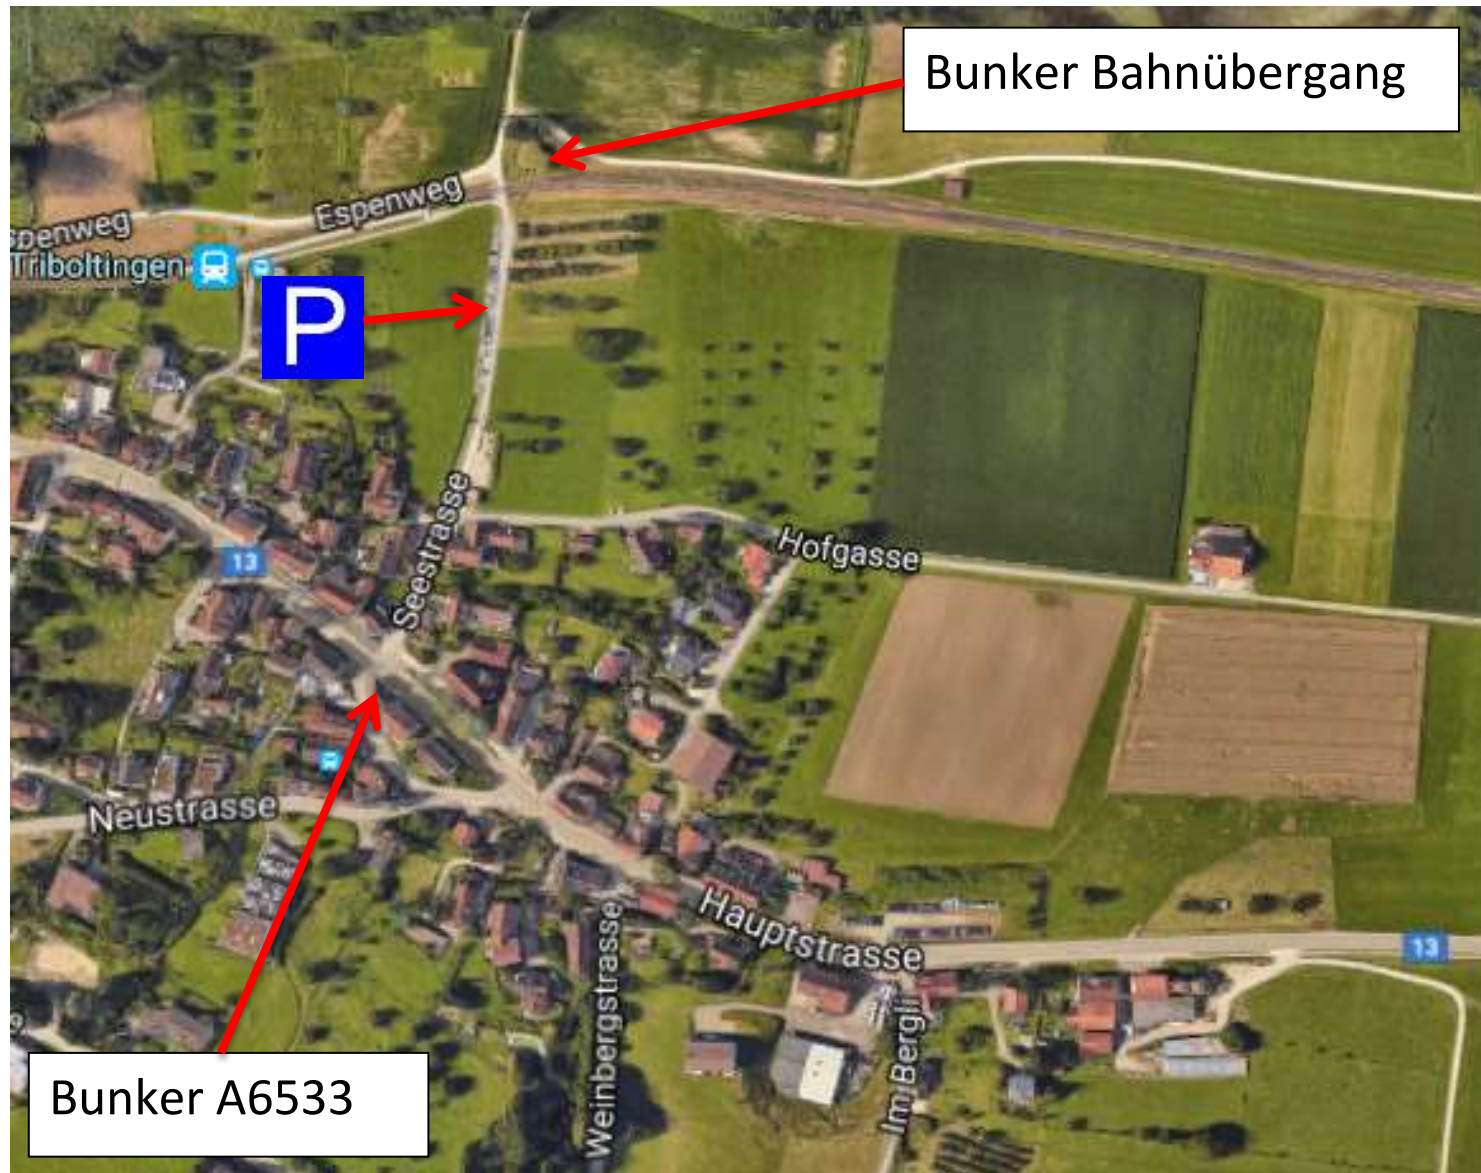 Bunker Bahnübergang
Espenweg
penweg
Triboltingen
P
Seestrasse
Hofgasse
13
Neustrasse
Hauptstrasse
13
Weinbergstrasse
Im Bergli
Bunker A6533